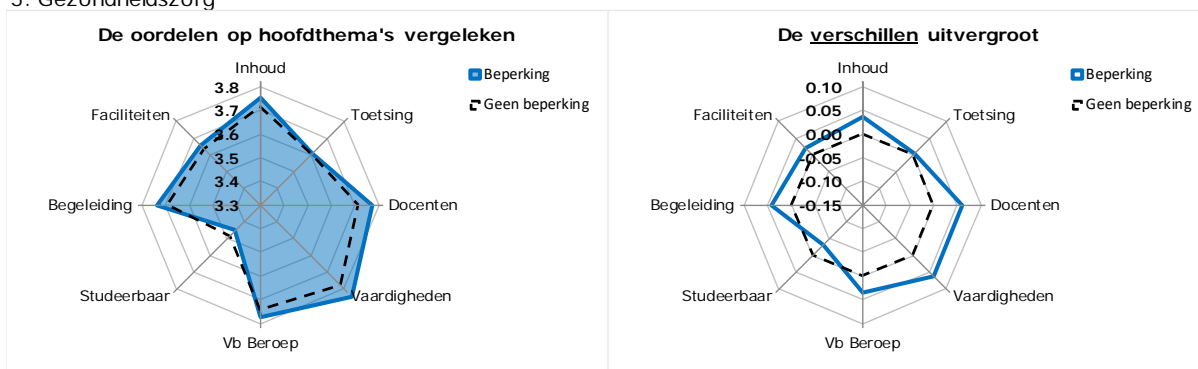 5. Gezondheidszorg
De oordelen op hoofdthema's vergeleken
Inhoud
Toetsing
Docenten
Vaardigheden
Vb Beroep
Studeerbaar
Begeleiding
Faciliteiten
3.8
3.7
3.6
3.5
3.4
3.3
Beperking
Geen beperking
De verschillen uitvergroot
Inhoud
Toetsing
Docenten
Vaardigheden
Vb Beroep
Studeerbaar
Begeleiding
Faciliteiten
0.10
0.05
0.00
-0.05
-0.10
-0.15
Beperking
Geen beperking